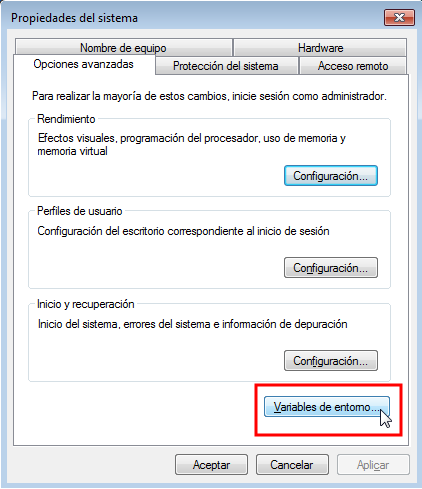 Propiedades del sistema
Nombre de equipo
Hardware
Opciones avanzadas
Protección del sistema
Acceso remoto
Para realizar la mayoría de estos cambios, inicie sesión como administrador.
Rendimiento
Efectos visuales, programación del procesador, uso de memoria y
memoria virtual
Configuración...
Perfiles de usuario
Configuración del escritorio correspondiente al inicio de sesión
Configuración...
Inicio y recuperación
Inicio del sistema, errores del sistema e información de depuración
Configuración...
Variables de entorno...
Aceptar
Cancelar
Aplicar